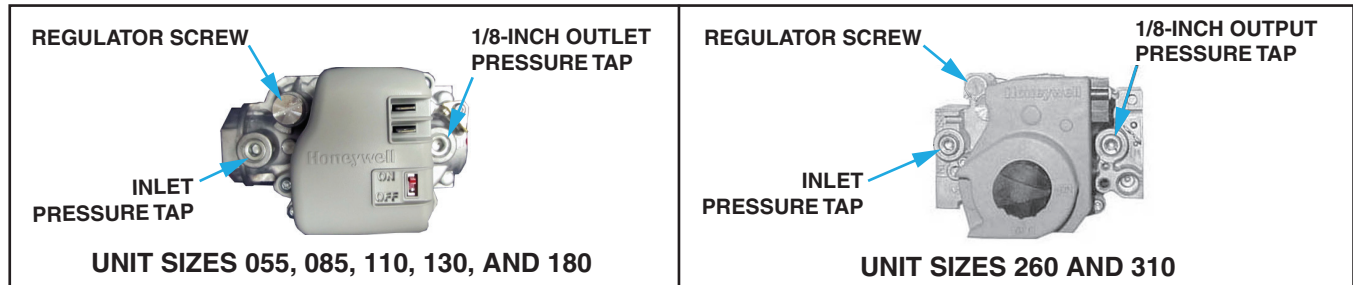 REGULATOR SCREW
1/8-INCH OUTLET
PRESSURE TAP
Honeywell
ON
OFF
INLET
PRESSURE TAP
UNIT SIZES 055, 085, 110, 130, AND 180
REGULATOR SCREW
1/8-INCH OUTPUT
PRESSURE TAP
Honeywell
INLET
PRESSURE TAP
UNIT SIZES 260 AND 310